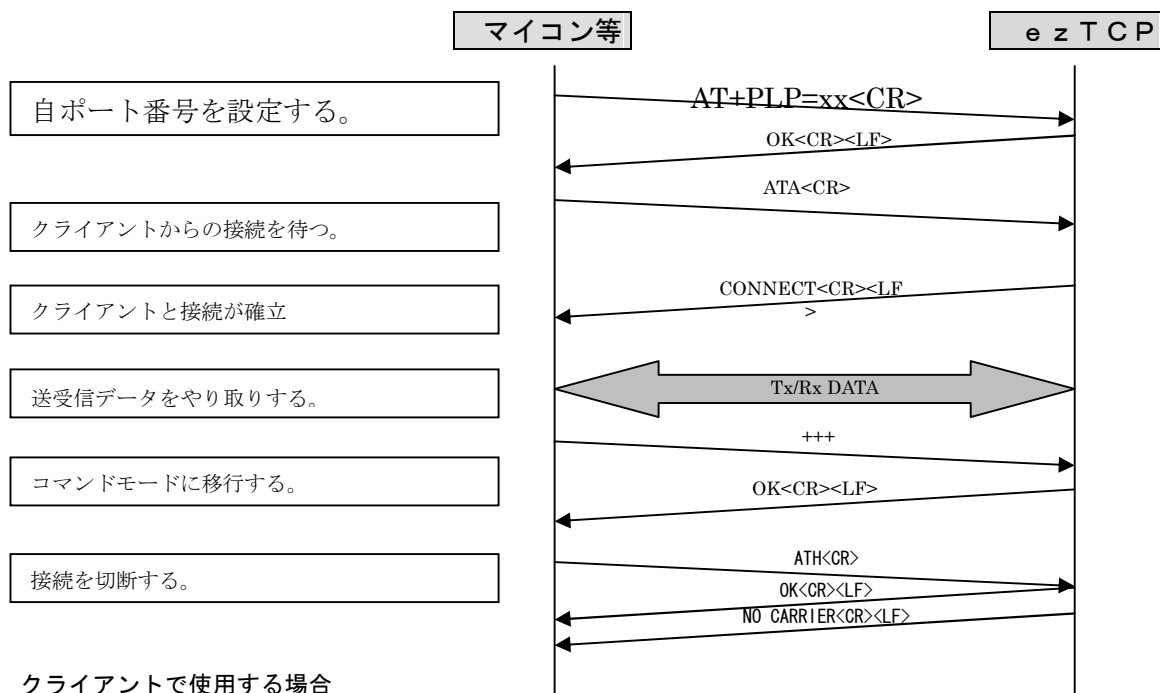 マイコン等
ezTCP
自ポート番号を設定する。
AT+PLP=xx<CR>
OK<CR><LF>
ATA<CR>
クライアントからの接続を待つ。
CONNECT<CR><LF
>
クライアントと接続が確立
送受信データをやり取りする。
Tx/Rx DATA
+++
コマンドモードに移行する。
OK<CR><LF>
ATH<CR>
接続を切断する。
OK<CR><LF>
NO CARRIER<CR><LF>
クライアントで使用する場合